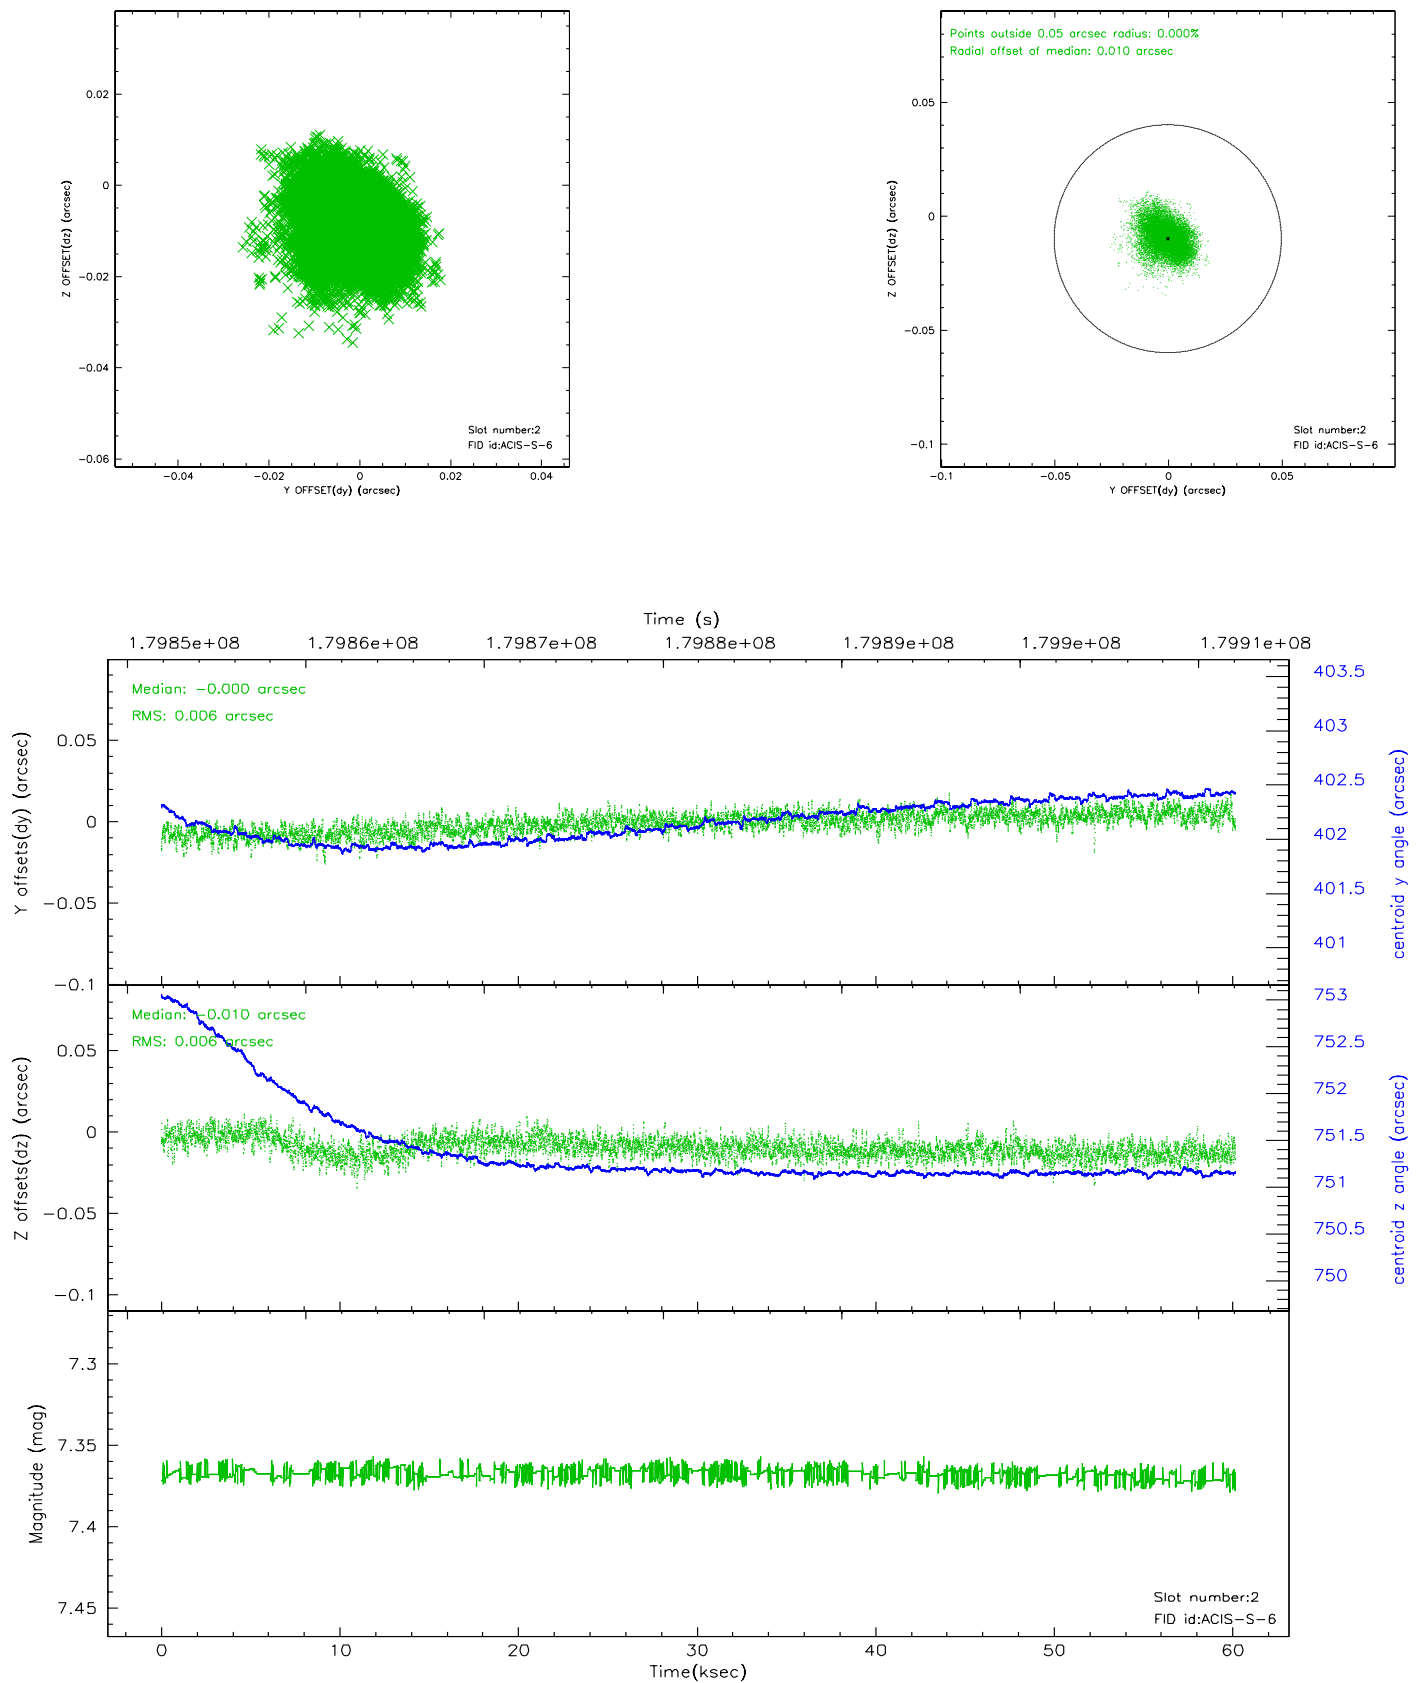 0.02
0
-0.02
-0.04
-0.06
Z OFFSET(dz) (arcsec)
Slot number:2
FID id:ACIS-S-6
-0.04
-0.02
0
0.02
0.04
Y OFFSET(dy) (arcsec)
Points outside 0.05 arcsec radius: 0.000%
Radial offset of median: 0.010 arcsec
0.05
0
-0.05
-0.1
Z OFFSET(dz) (arcsec)
Slot number:2
FID id:ACIS-S-6
-0.1
-0.05
0
0.05
Y OFFSET(dy) (arcsec)
Time (s)
1.7985e+08
1.7986e+08
1.7987e+08
1.7988e+08
1.7989e+08
1.799e+08
1.7991e+08
Median: -0.000 arcsec
RMS: 0.006 arcsec
0.05
0
-0.05
-0.1
Y offsets(dy) (arcsec)
403.5
403
402.5
402
401.5
401
centroid y angle (arcsec)
Median: -0.010 arcsec
RMS: 0.006 arcsec
0.05
0
-0.05
-0.1
Z offsets(dz) (arcsec)
753
752.5
752
751.5
751
750.5
750
centroid z angle (arcsec)
7.3
7.35
7.4
7.45
Magnitude (mag)
Slot number:2
FID id:ACIS-S-6
0
10
20
30
40
50
60
Time(ksec)